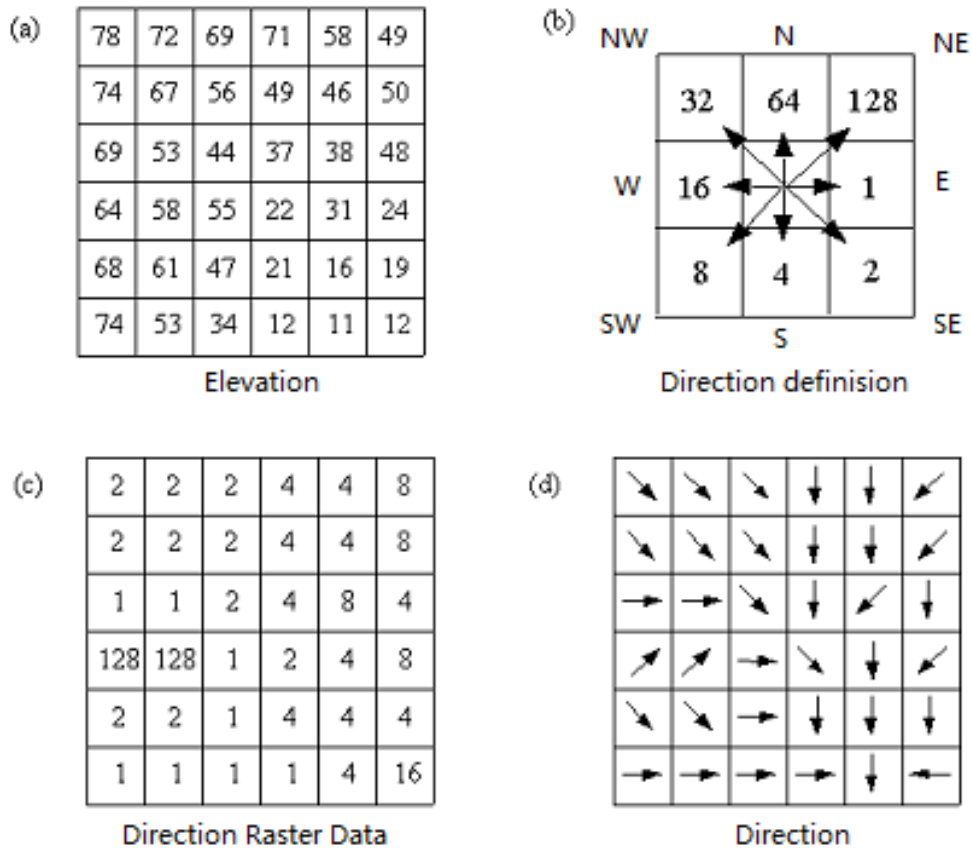 (a)
78 72 69 71 58 49
74 67 56 49 46 50
69 53 44 37 38 48
64 58 55 22 31 24
68 61 47 21 16 19
74 53 34 12 11 12
Elevation
(b)
NW N NE
32 64 128
W 16 1 E
8 4 2
SW S SE
Direction definision
(c)
2 2 2 4 4 8
2 2 2 4 4 8
1 1 2 4 8 4
128 128 1 2 4 8
2 2 1 4 4 4
1 1 1 1 4 16
Direction Raster Data
(d)
Direction